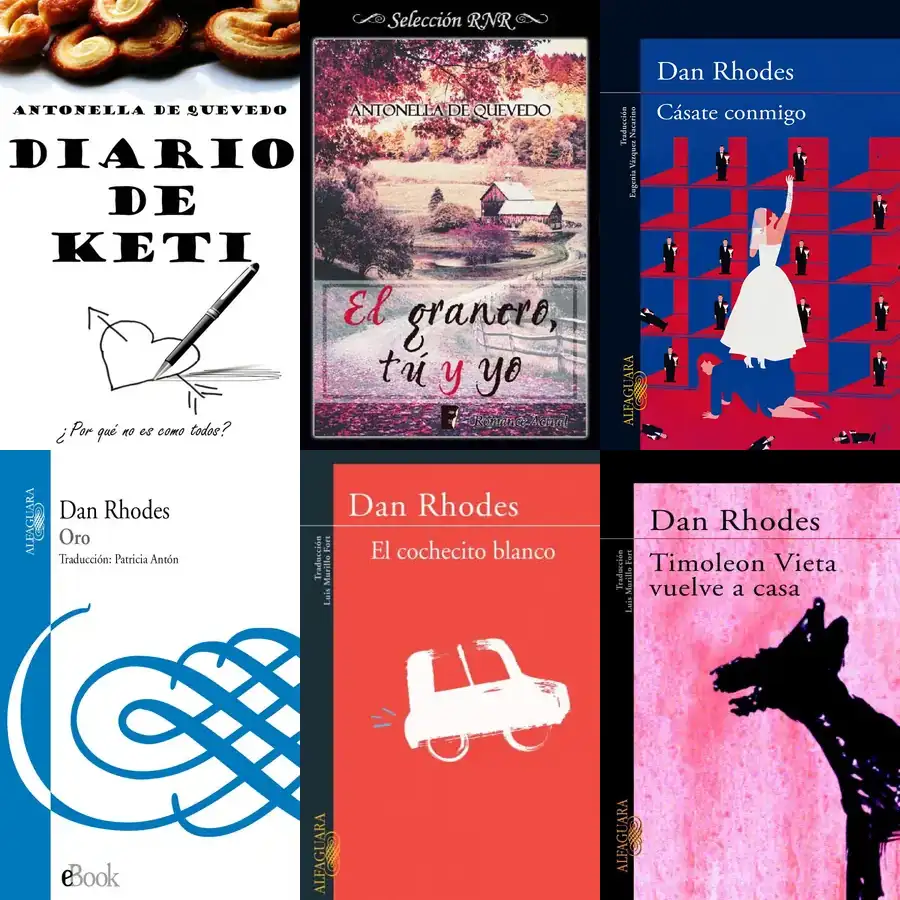 ANTONELLA DE QUEVEDO
DIARIO
DE
KETI
¿Por qué no es como todos?
Selección RNR
ANTONELLA DE QUEVEDO
El granero,
tú y yo
Romance Actual
Dan Rhodes
Cásate conmigo
Traducción
Eugenia Vázquez Nacarino
ALFAGUARA
ALFAGUARA
Dan Rhodes
Oro
Traducción: Patricia Antón
eBook
Dan Rhodes
El cochecito blanco
Traducción
Luis Murillo Fort
ALFAGUARA
Dan Rhodes
Timoleon Vieta
vuelve a casa
Traducción
Luis Murillo Fort
ALFAGUARA